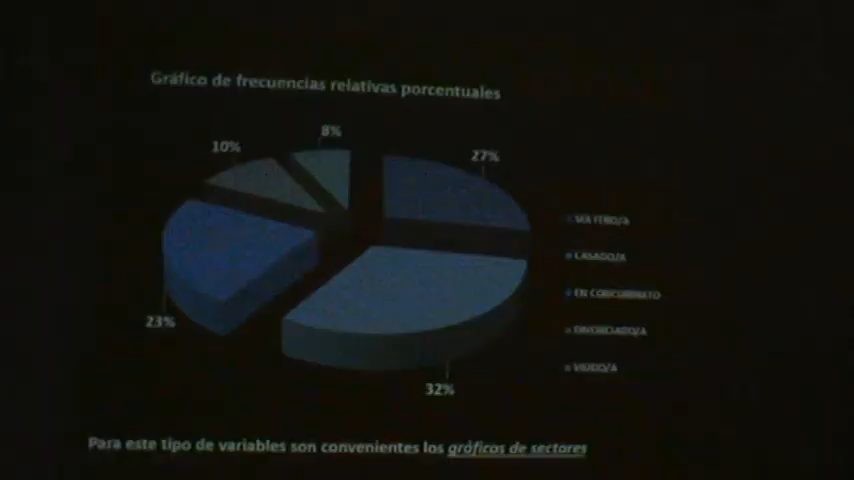 Gráfico de frecuencias relativas porcentuales
8%
10%
27%
SOLTERO/A
CASADO/A
EN CONCUBINATO
23%
DIVORCIADO/A
VIUDO/A
32%
Para este tipo de variables son convenientes los gráficos de sectores